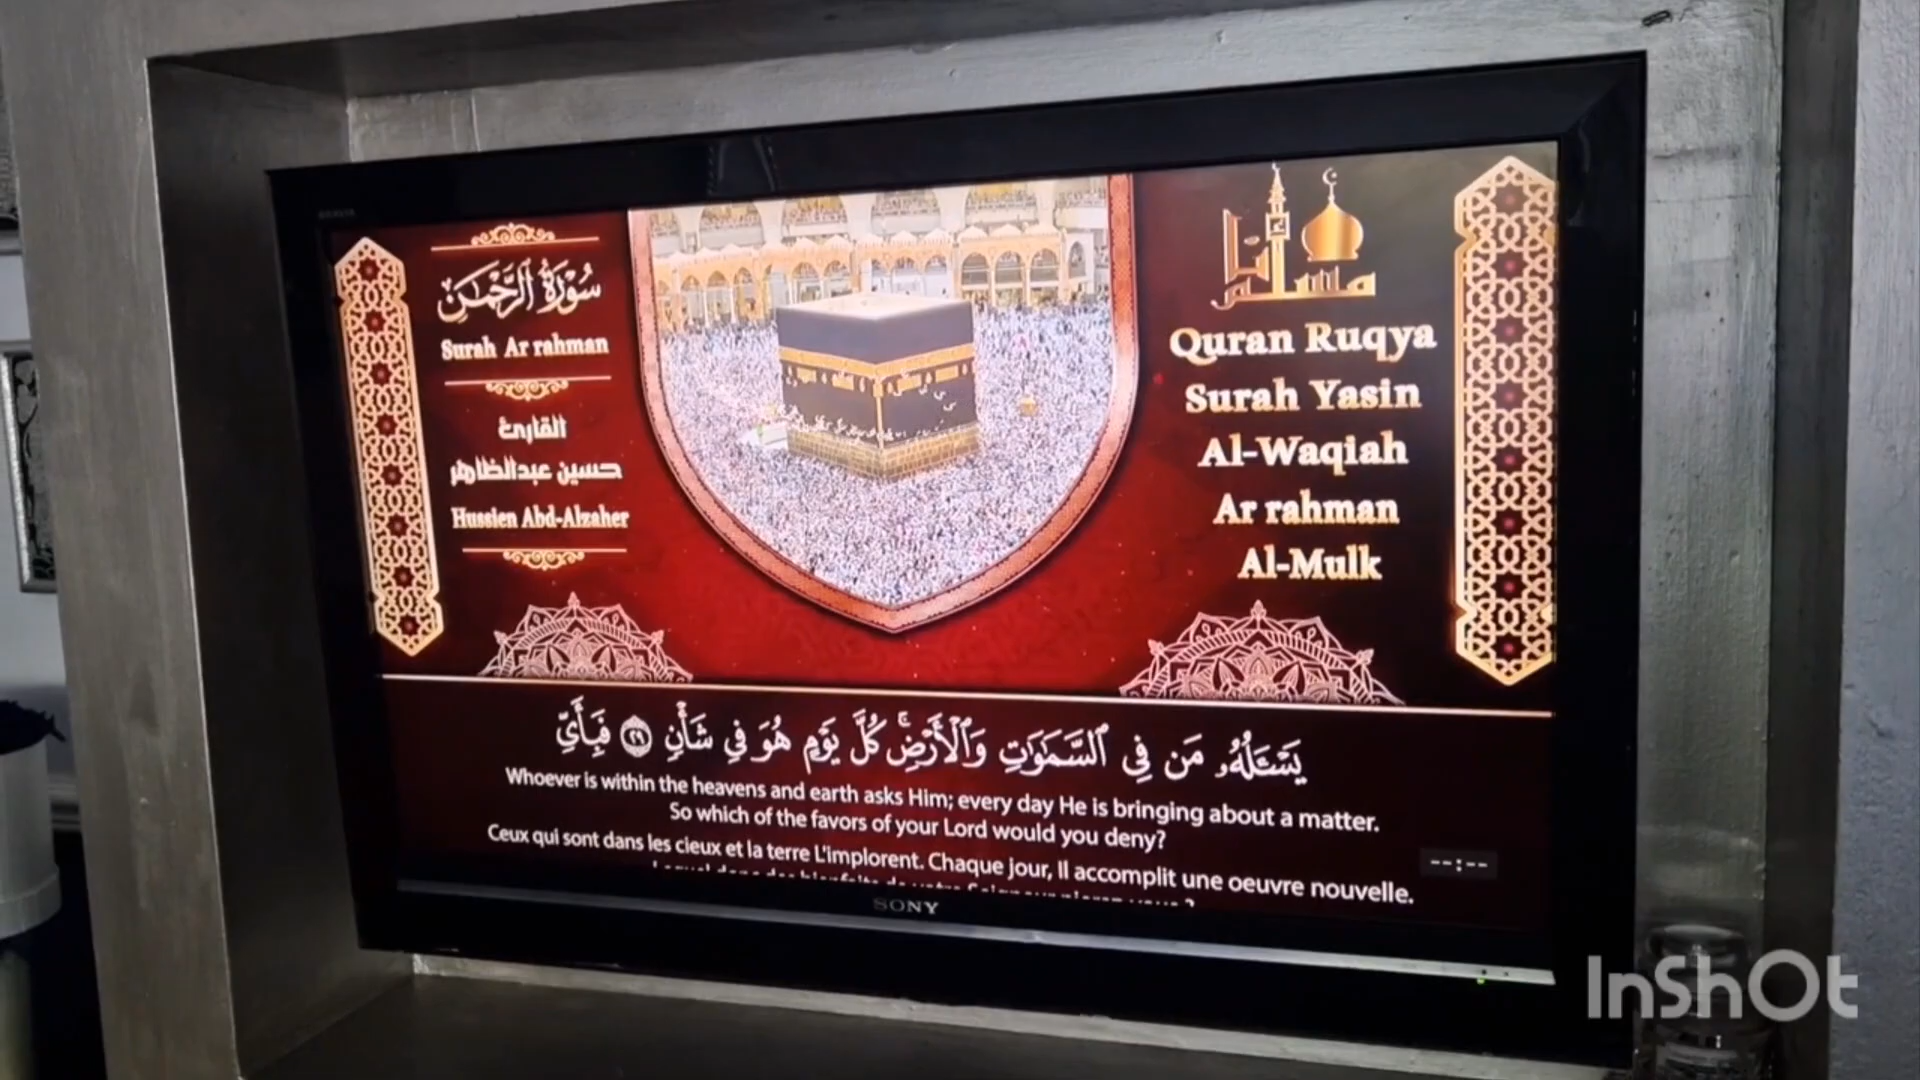 سُورَةُ ٱلرَّحْمَٰن
Surah Ar rahman
القارئ
حسين عبدالظاهر
Hussien Abd-Alzaher
أنا مسلم
Quran Ruqya
Surah Yasin
Al-Waqiah
Ar rahman
Al-Mulk
يَسْـَٔلُهُۥ مَن فِى ٱلسَّمَٰوَٰتِ وَٱلْأَرْضِ ۚ كُلَّ يَوْمٍ هُوَ فِى شَأْنٍ ٢٩ فَبِأَىِّ
Whoever is within the heavens and earth asks Him; every day He is bringing about a matter.
So which of the favors of your Lord would you deny?
Ceux qui sont dans les cieux et la terre L'implorent. Chaque jour, Il accomplit une oeuvre nouvelle.
--:--
SONY
InShOt